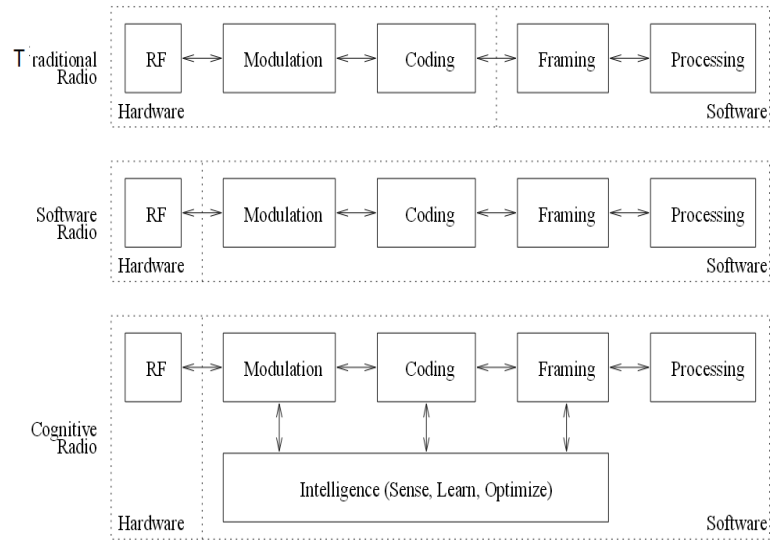 T raditional
Radio
RF
Modulation
Coding
Framing
Processing
Hardware
Software
Software
Radio
RF
Modulation
Coding
Framing
Processing
Hardware
Software
Cognitive
Radio
RF
Modulation
Coding
Framing
Processing
Intelligence (Sense, Learn, Optimize)
Hardware
Software